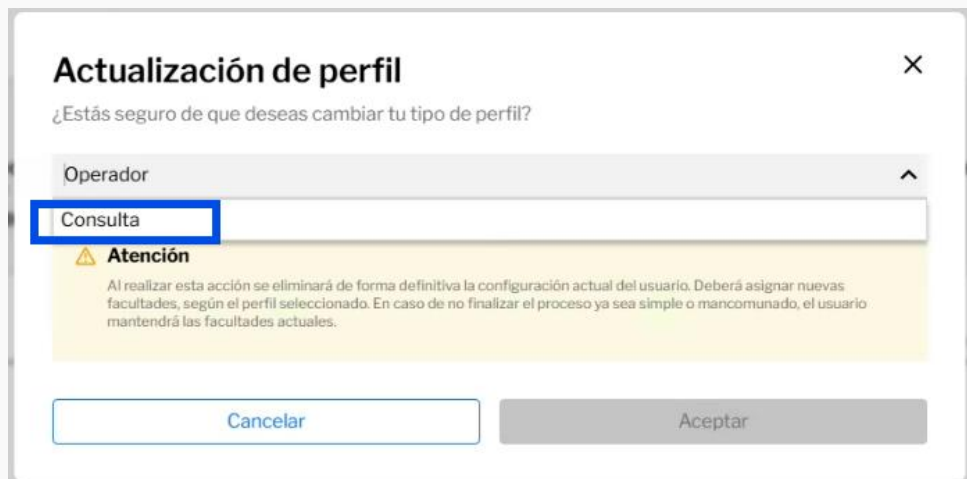 Actualización de perfil
¿Estás seguro de que deseas cambiar tu tipo de perfil?
Operador
Consulta
Atención
Al realizar esta acción se eliminará de forma definitiva la configuración actual del usuario. Deberá asignar nuevas
facultades, según el perfil seleccionado. En caso de no finalizar el proceso ya sea simple o mancomunado, el usuario
mantendrá las facultades actuales.
Cancelar
Aceptar